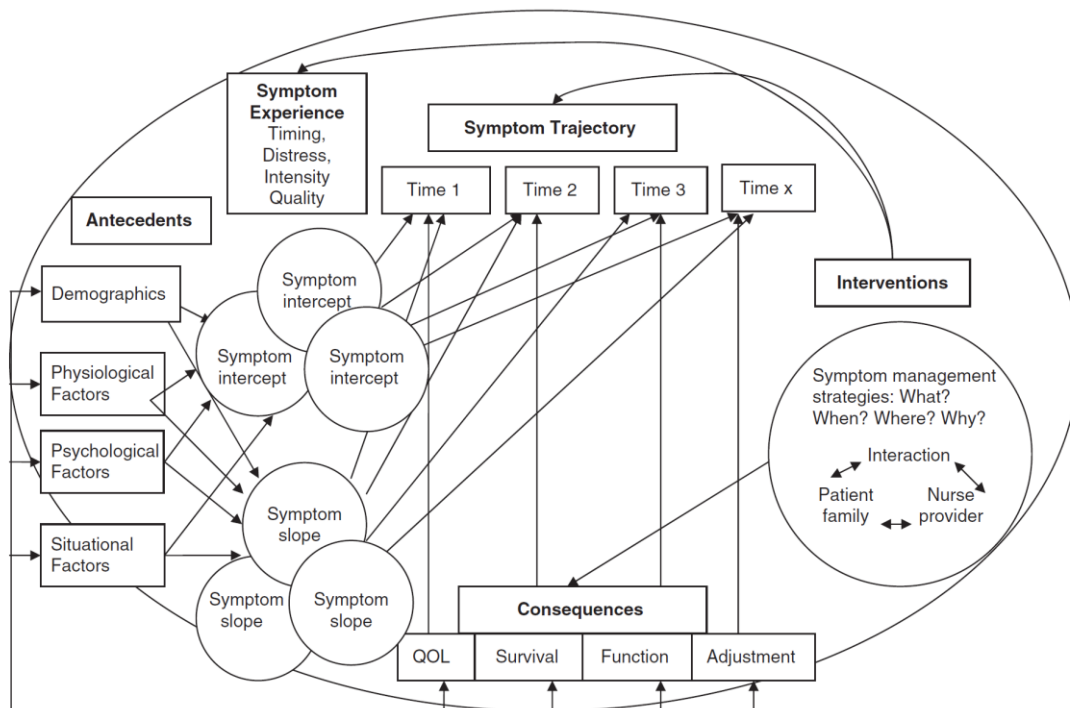 Symptom
Experience
Timing,
Distress,
Intensity
Quality
Symptom Trajectory
Time 1
Time 2
Time 3
Time x
Antecedents
Demographics
Physiological
Factors
Psychological
Factors
Situational
Factors
Symptom
intercept
Symptom
intercept
Symptom
intercept
Symptom
slope
Symptom
slope
Symptom
slope
Interventions
Symptom management
strategies: What?
When? Where? Why?
Interaction
Patient
family
Nurse
provider
Consequences
QOL
Survival
Function
Adjustment